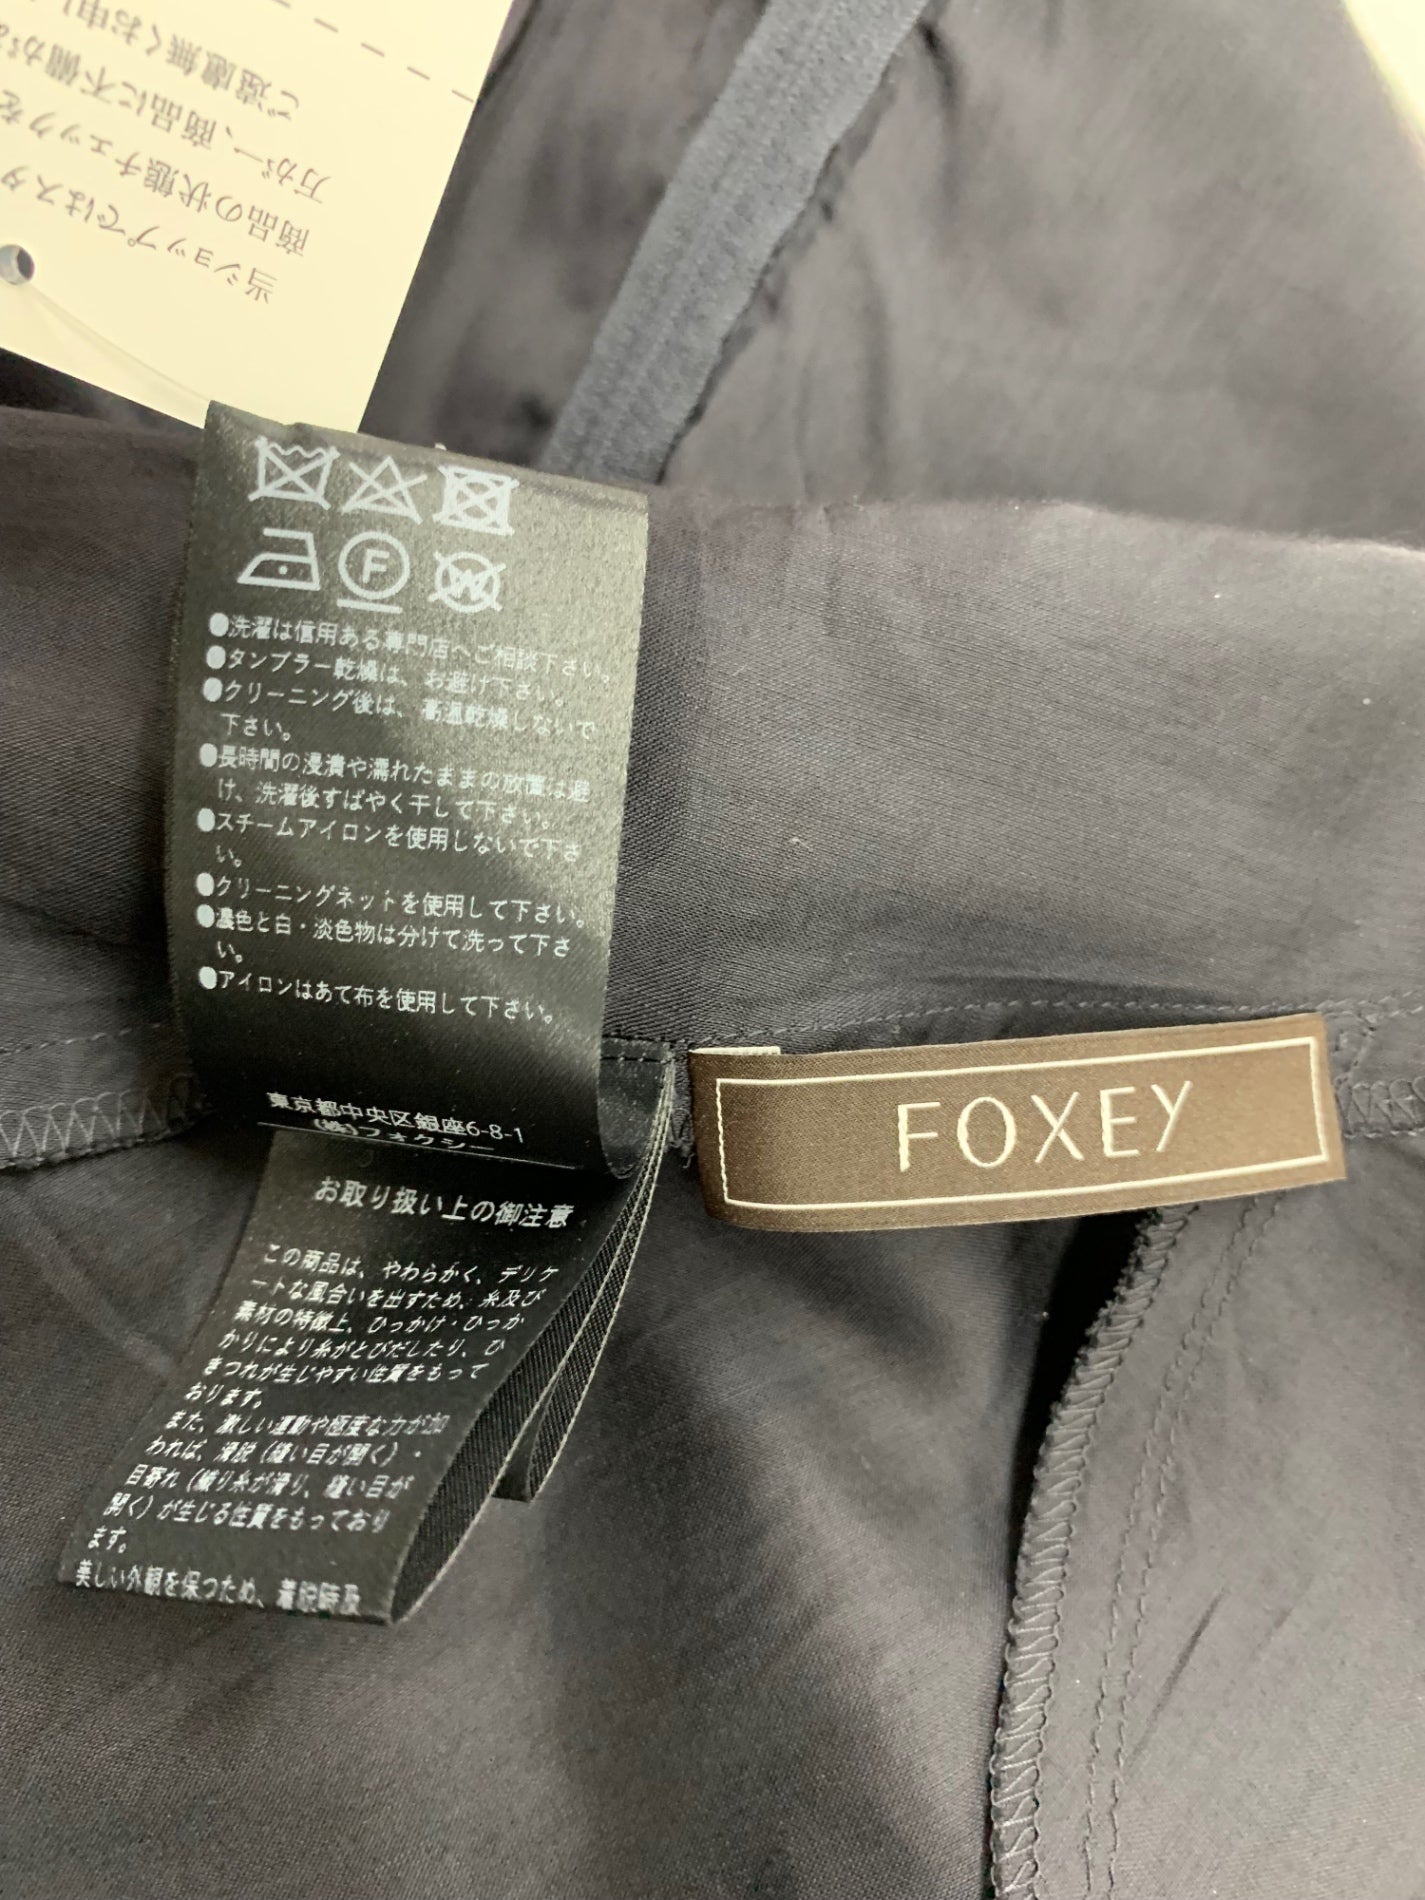 当ショップではスタ
商品の状態チェックを
万が一、商品に不備が
ご遠慮無くお申し
F
W
●洗濯は信用ある専門店へご相談下さい。
●タンブラー乾燥は、お避け下さい。
●クリーニング後は、高温乾燥しないで
下さい。
●長時間の浸漬や濡れたままの放置は避
け、洗濯後すばやく干して下さい。
●スチームアイロンを使用しないで下さ
い。
●クリーニングネットを使用して下さい。
●濃色と白・淡色物は分けて洗って下さ
い。
●アイロンはあて布を使用して下さい。
東京都中央区銀座6-8-1
(株)フォクシー
お取り扱い上の御注意
この商品は、やわらかく、デリケ
ートな風合いを出すため、糸及び
素材の特徴上、ひっかけ・ひっか
かりにより糸がとびだしたり、ひ
きつれが生じやすい性質をもって
おります。
また、激しい運動や極度な力が加
われば、滑脱（縫い目が開く）・
目寄れ（織り糸が滑り、縫い目が
開く）が生じる性質をもっており
ます。
美しい外観を保つため、着脱時及
FOXEY